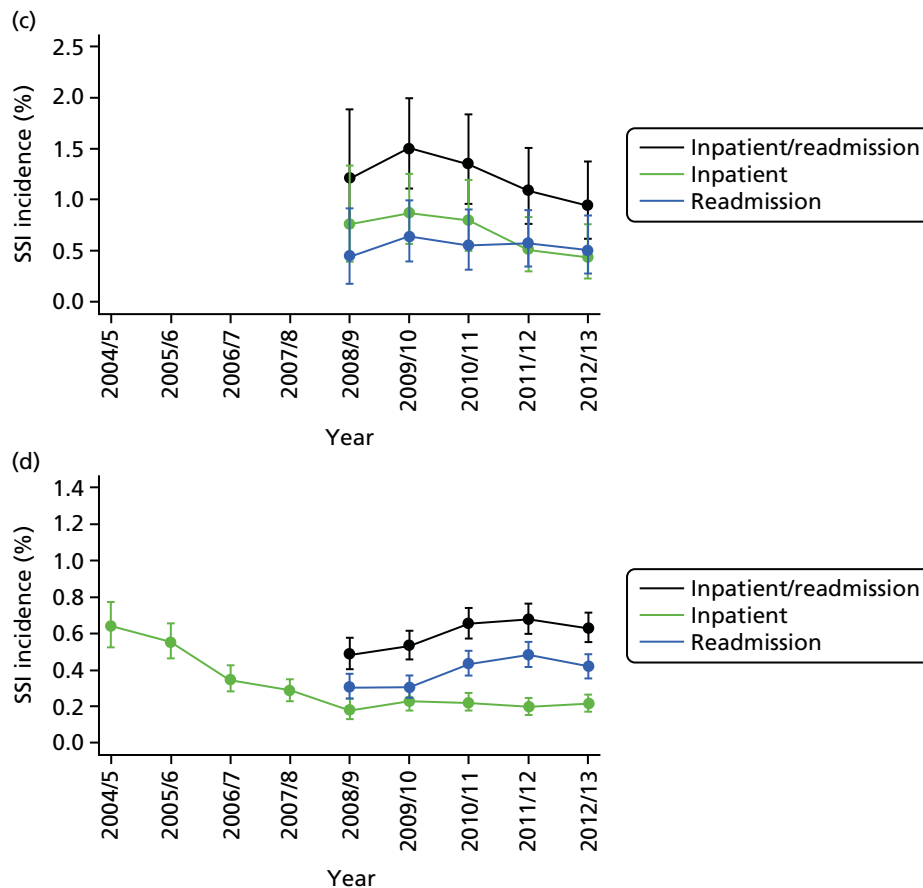 (c)
SSI incidence (%)
2.5
2.0
1.5
1.0
0.5
0.0
2004/5
2005/6
2006/7
2007/8
2008/9
2009/10
2010/11
2011/12
2012/13
Year
Inpatient/readmission
Inpatient
Readmission
(d)
SSI incidence (%)
1.4
1.2
1.0
0.8
0.6
0.4
0.2
0.0
2004/5
2005/6
2006/7
2007/8
2008/9
2009/10
2010/11
2011/12
2012/13
Year
Inpatient/readmission
Inpatient
Readmission